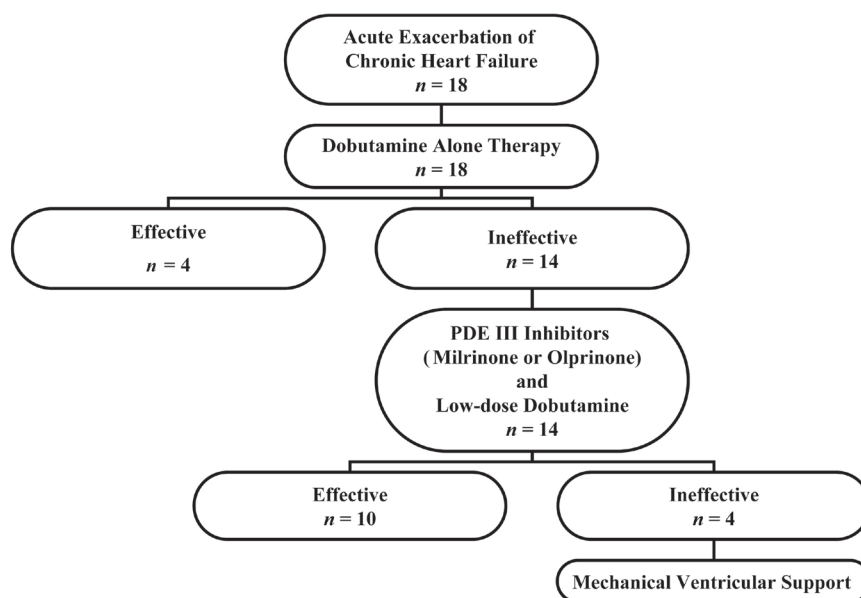 Acute Exacerbation of
Chronic Heart Failure
n = 18
Dobutamine Alone Therapy
n = 18
Effective
n = 4
Ineffective
n = 14
PDE III Inhibitors
( Milrinone or Olprinone)
and
Low-dose Dobutamine
n = 14
Effective
n = 10
Ineffective
n = 4
Mechanical Ventricular Support